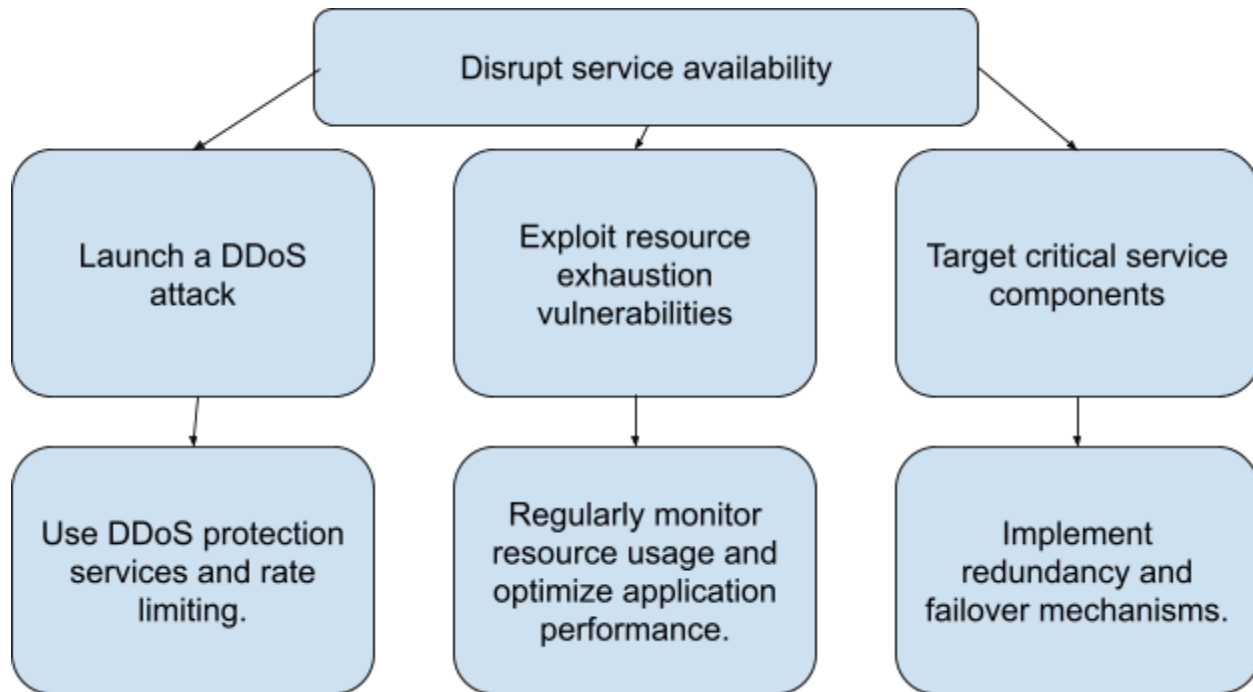 Disrupt service availability
Launch a DDoS
attack
Exploit resource
exhaustion
vulnerabilities
Target critical service
components
Use DDoS protection
services and rate
limiting.
Regularly monitor
resource usage and
optimize application
performance.
Implement
redundancy and
failover mechanisms.